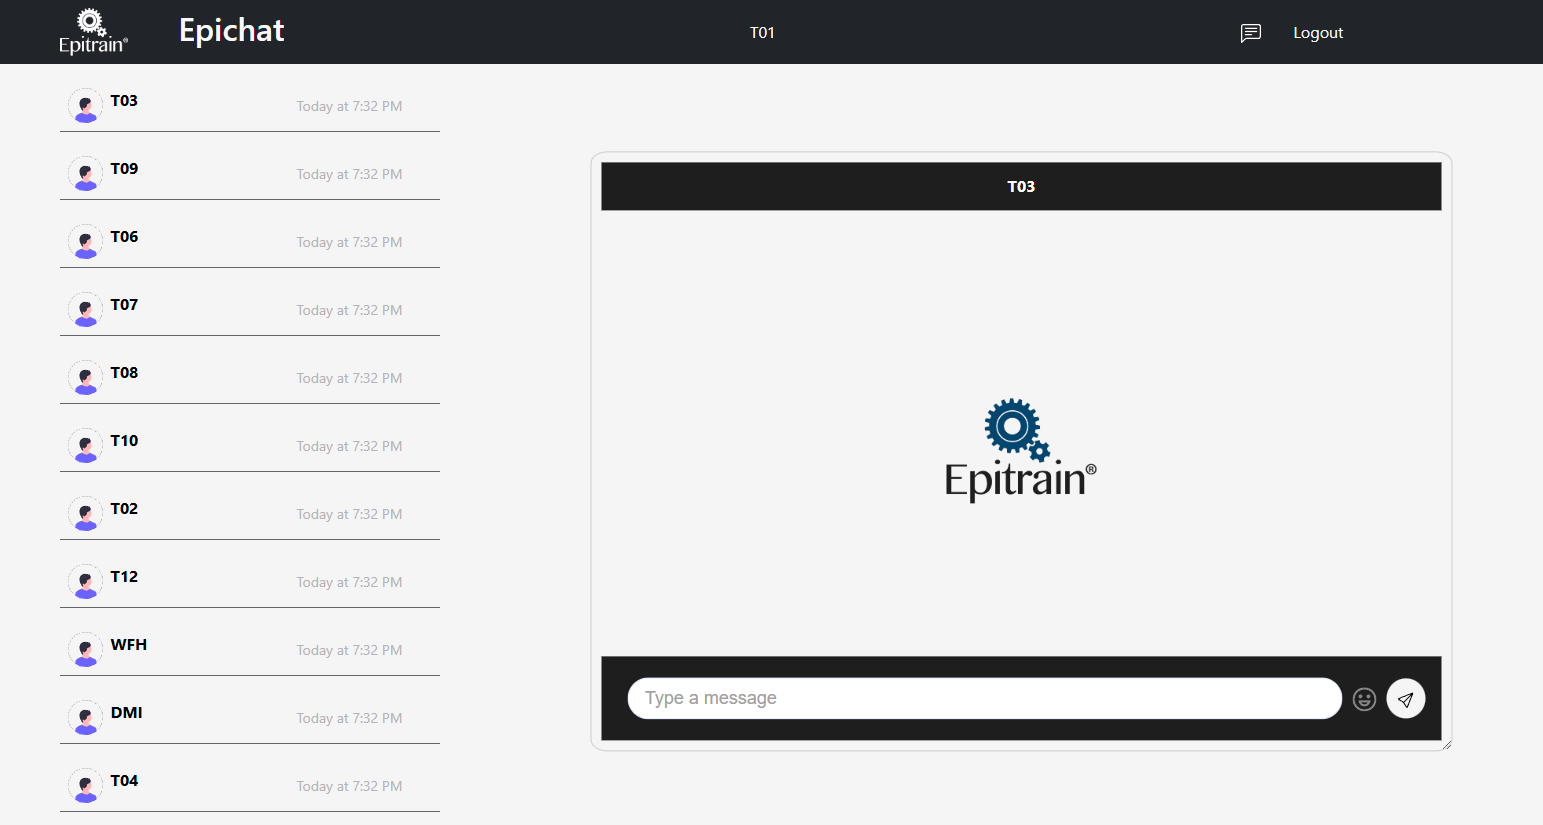 Epitrain®
Epichat
T01
Logout
T03
Today at 7:32 PM
T09
Today at 7:32 PM
T06
Today at 7:32 PM
T07
Today at 7:32 PM
T08
Today at 7:32 PM
T10
Today at 7:32 PM
T02
Today at 7:32 PM
T12
Today at 7:32 PM
WFH
Today at 7:32 PM
DMI
Today at 7:32 PM
T04
Today at 7:32 PM
T03
Epitrain®
Type a message